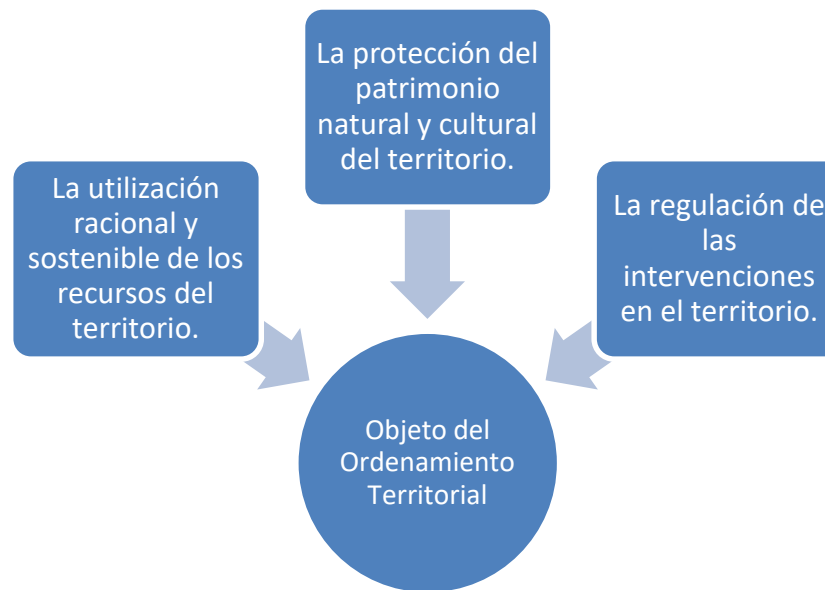 La utilización
racional y
sostenible de los
recursos del
territorio.
La protección del
patrimonio
natural y cultural
del territorio.
La regulación de
las
intervenciones
en el territorio.
Objeto del
Ordenamiento
Territorial